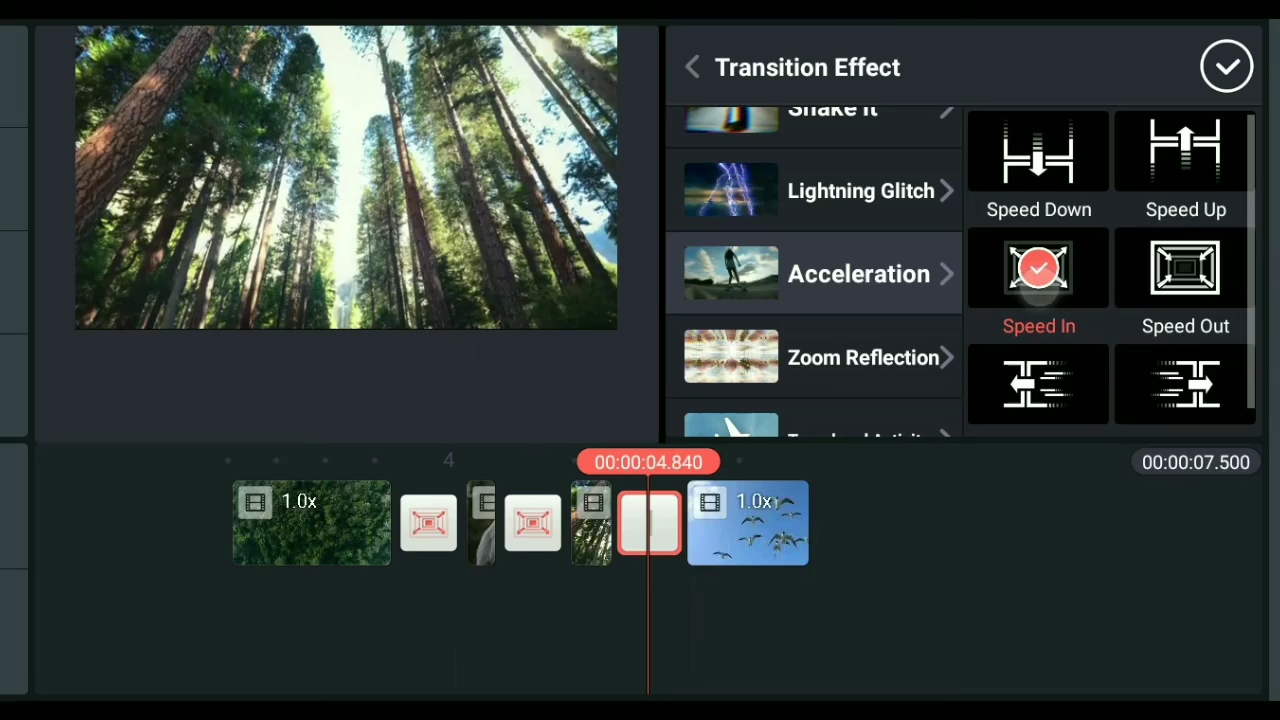 Transition Effect
Shake It
Lightning Glitch
Acceleration
Zoom Reflection
Speed Down
Speed Up
Speed In
Speed Out
4
00:00:04.840
00:00:07.500
1.0x
1.0x